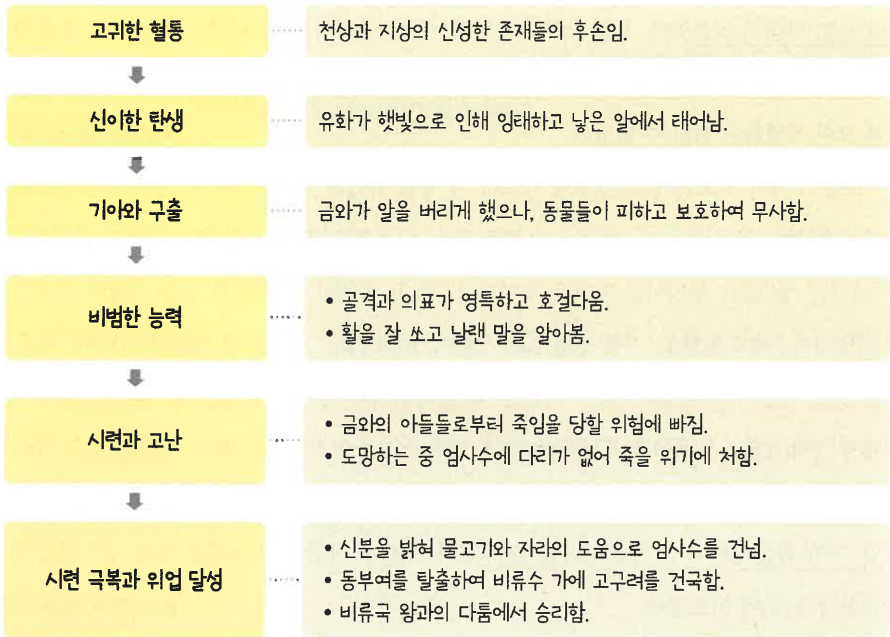 고귀한 혈통
천상과 지상의 신성한 존재들의 후손임.
신이한 탄생
유화가 햇빛으로 인해 잉태하고 낳은 알에서 태어남.
기아와 구출
금와가 알을 버리게 했으나, 동물들이 피하고 보호하여 무사함.
비범한 능력
• 골격과 의표가 영특하고 호걸다움.
• 활을 잘 쏘고 날랜 말을 알아봄.
시련과 고난
• 금와의 아들들로부터 죽임을 당할 위험에 빠짐.
• 도망하는 중 엄사수에 다리가 없어 죽을 위기에 처함.
시련 극복과 위업 달성
• 신분을 밝혀 물고기와 자라의 도움으로 엄사수를 건넘.
• 동부여를 탈출하여 비류수 가에 고구려를 건국함.
• 비류국 왕과의 다툼에서 승리함.